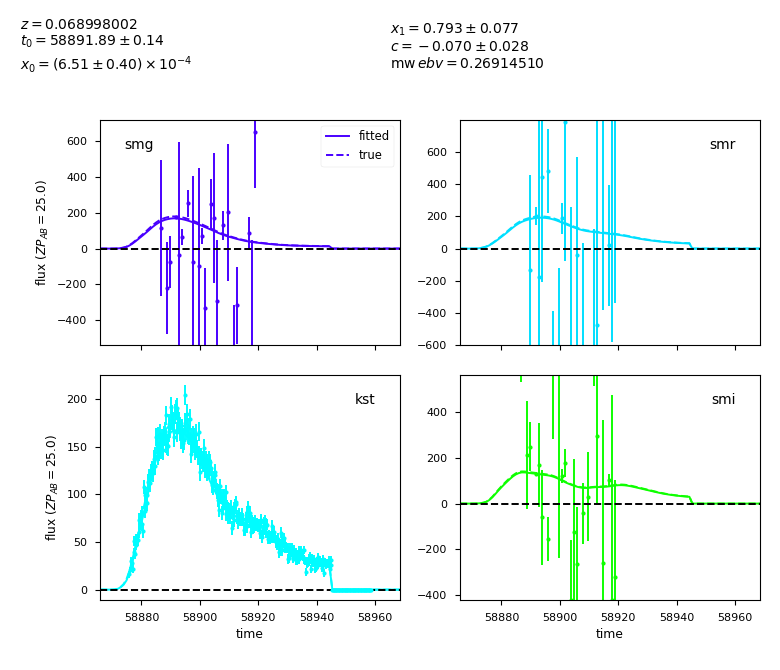 z = 0.068998002
t₀ = 58891.89 ± 0.14
x₀ = (6.51 ± 0.40) × 10⁻⁴
x₁ = 0.793 ± 0.077
c = −0.070 ± 0.028
mw ebv = 0.26914510
flux (ZP_AB = 25.0)
600
400
200
0
−200
−400
smg
fitted
true
600
400
200
0
−200
−400
−600
smr
flux (ZP_AB = 25.0)
200
150
100
50
0
kst
58880 58900 58920 58940 58960
time
400
200
0
−200
−400
smi
58880 58900 58920 58940 58960
time